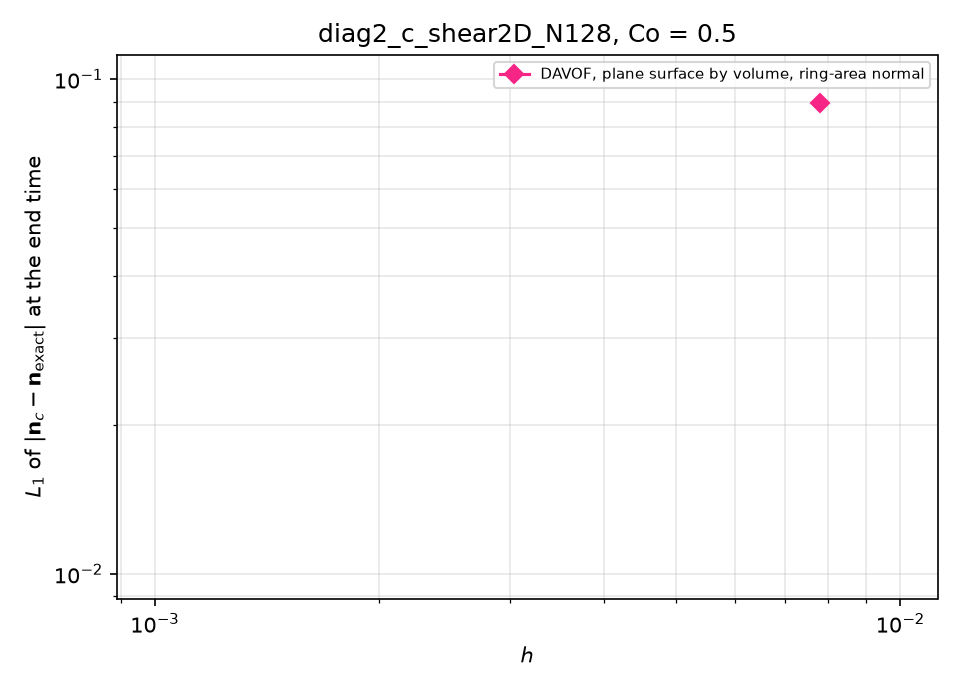 diag2_c_shear2D_N128, Co = 0.5
DAVOF, plane surface by volume, ring-area normal
L₁ of |n_c − n_exact| at the end time
10⁻¹
10⁻²
10⁻³
10⁻²
h